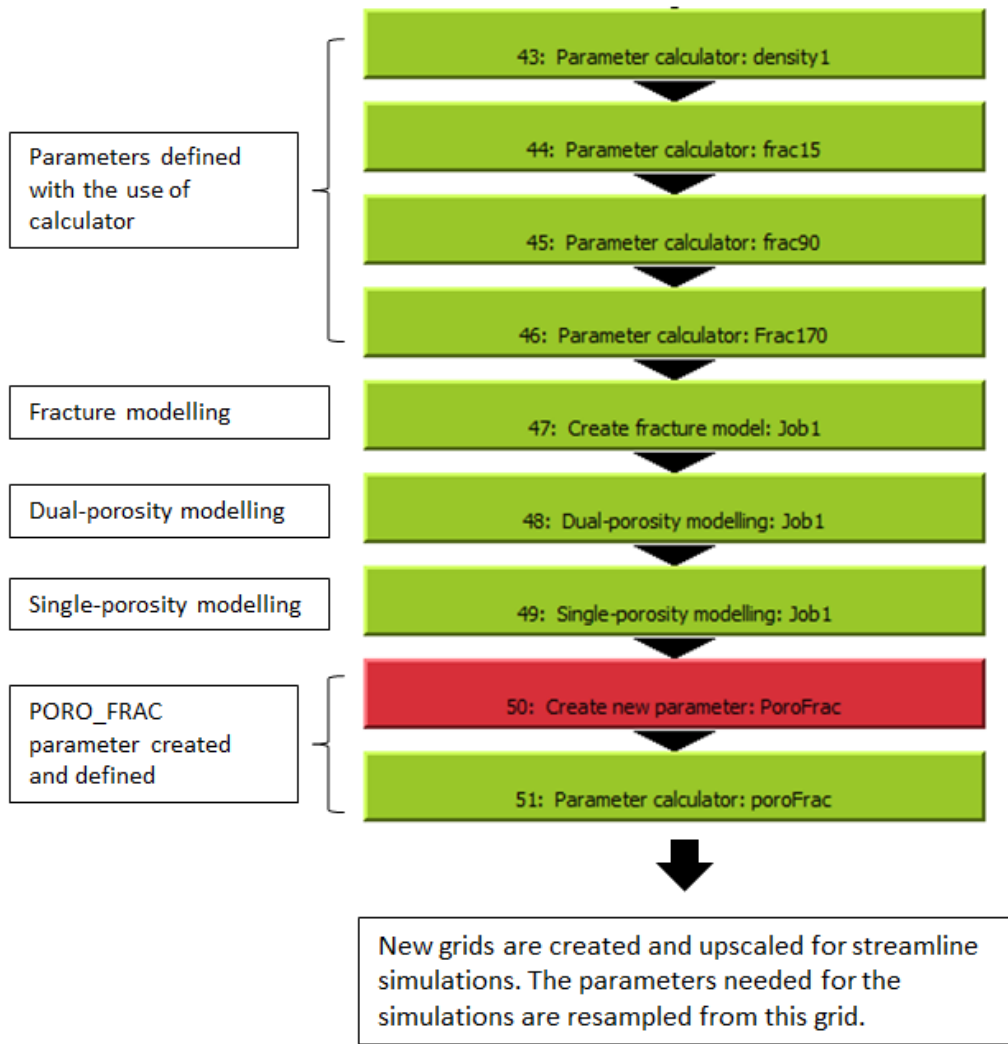 43: Parameter calculator: density1
44: Parameter calculator: frac15
Parameters defined
with the use of
calculator
45: Parameter calculator: frac90
46: Parameter calculator: Frac170
Fracture modelling
47: Create fracture model: Job1
Dual-porosity modelling
48: Dual-porosity modelling: Job1
Single-porosity modelling
49: Single-porosity modelling: Job1
PORO_FRAC
parameter created
and defined
50: Create new parameter: PoroFrac
51: Parameter calculator: poroFrac
New grids are created and upscaled for streamline
simulations. The parameters needed for the
simulations are resampled from this grid.